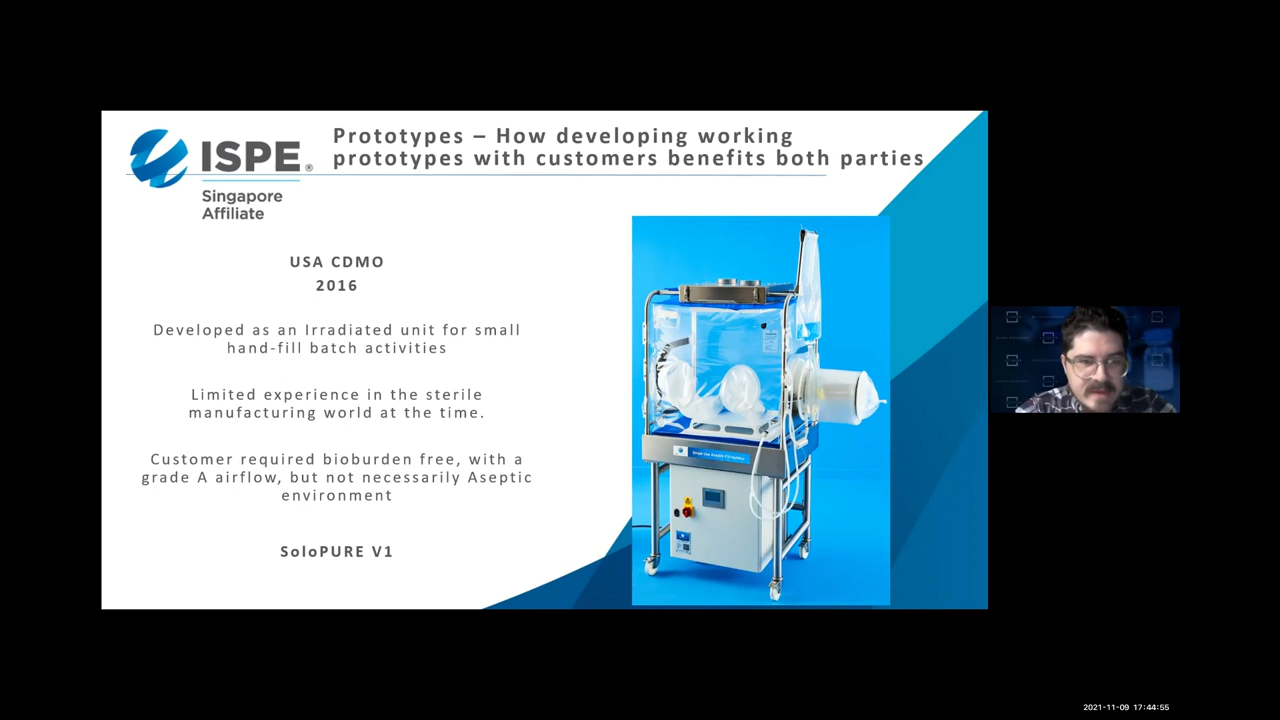 ISPE®
Singapore
Affiliate
Prototypes – How developing working
prototypes with customers benefits both parties
USA CDMO
2016
Developed as an Irradiated unit for small
hand-fill batch activities
Limited experience in the sterile
manufacturing world at the time.
Customer required bioburden free, with a
grade A airflow, but not necessarily Aseptic
environment
SoloPURE V1
2021-11-09 17:44:55